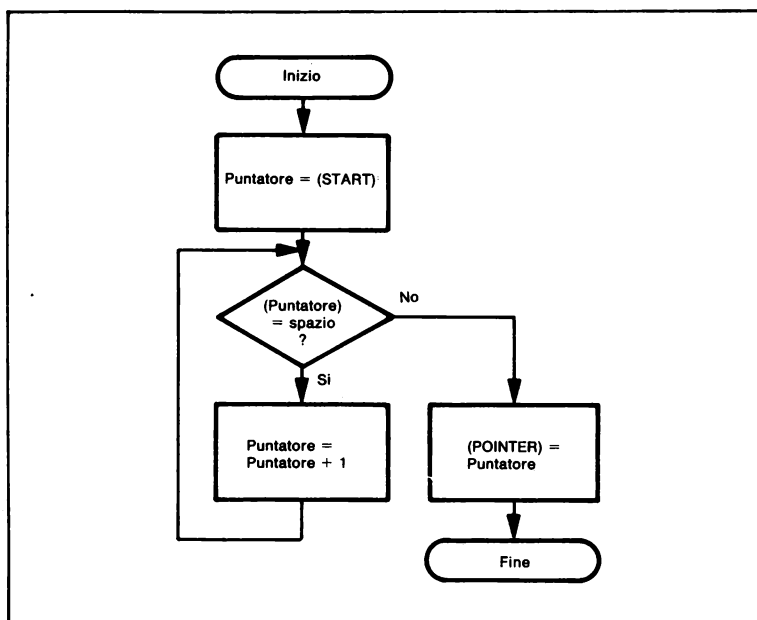 Inizio
Puntatore = (START)
(Puntatore)
= spazio
?
No
Si
Puntatore =
Puntatore + 1
(POINTER) =
Puntatore
Fine